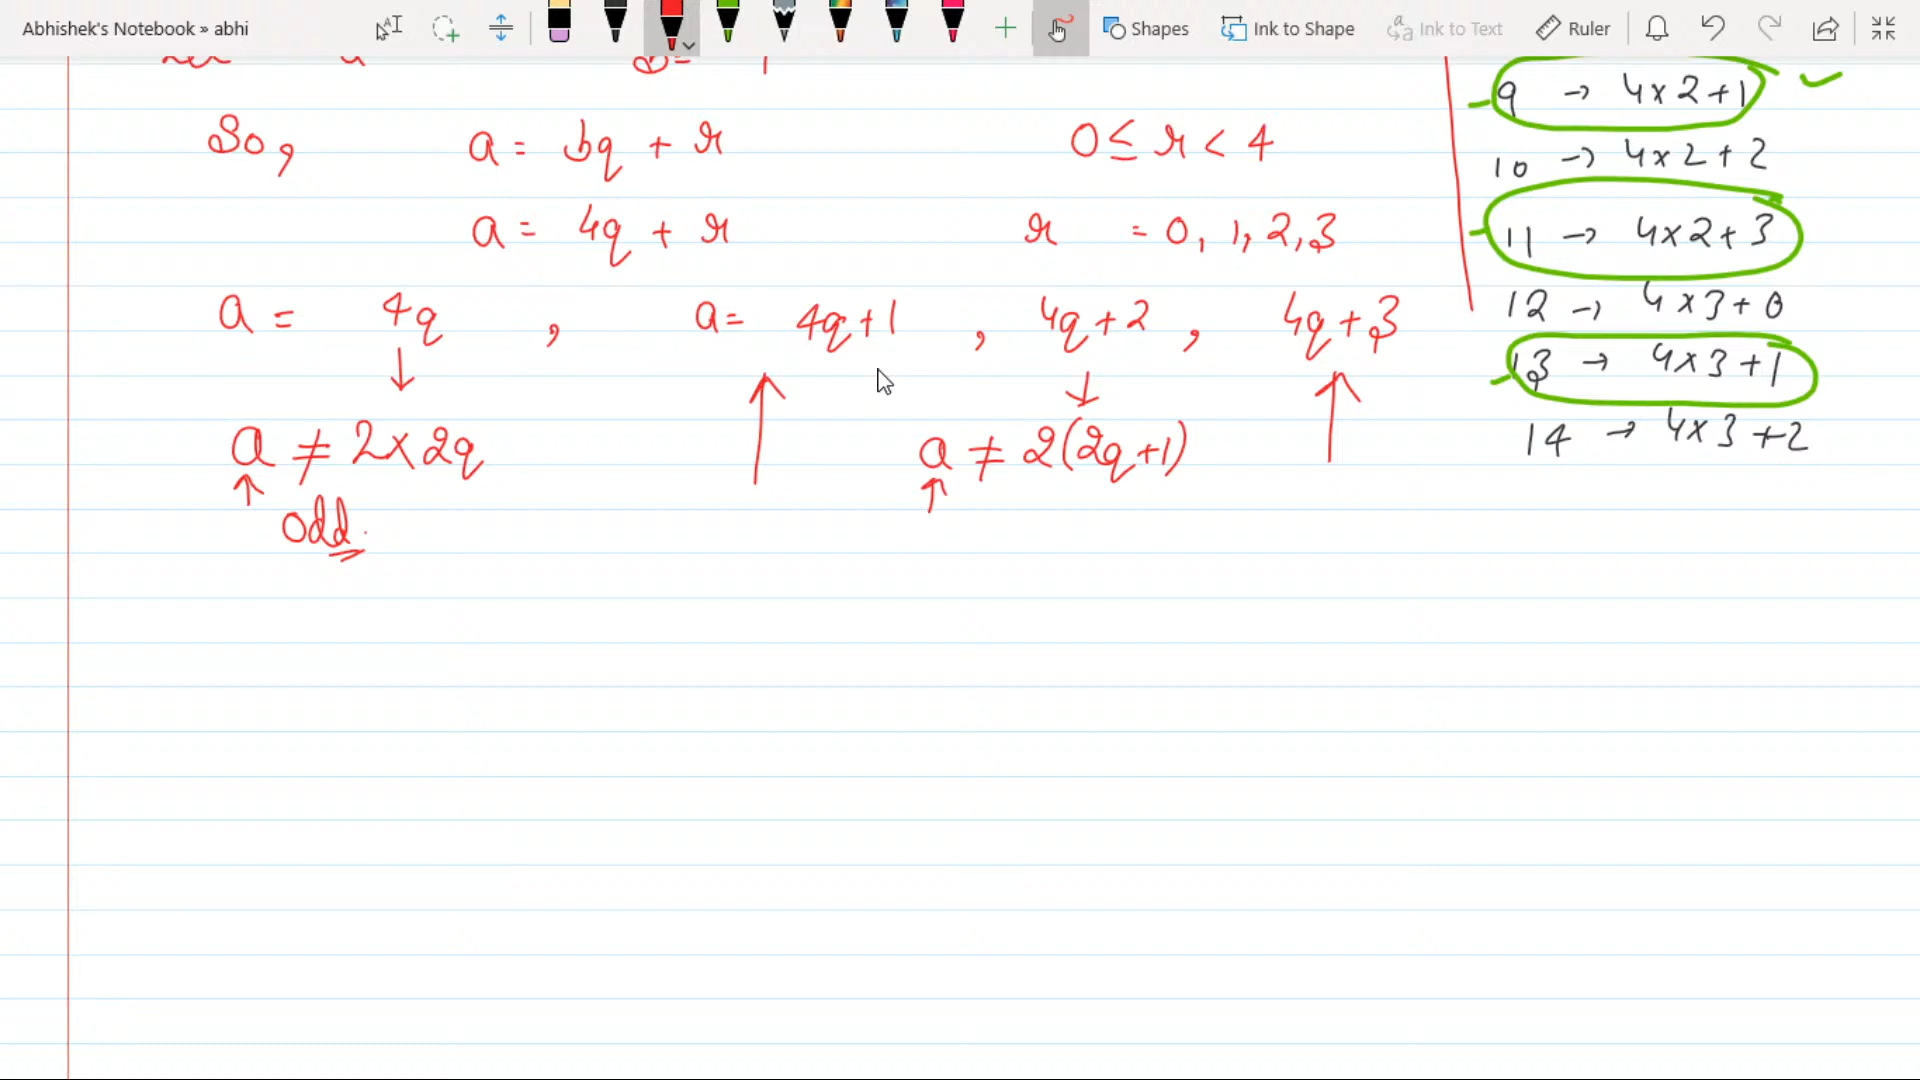 Abhishek's Notebook » abhi
Shapes
Ink to Shape
Ink to Text
Ruler
So, a = bq + r 0 ≤ r < 4
a = 4q + r r = 0, 1, 2, 3
a = 4q , a = 4q+1 , 4q+2 , 4q+3
↓ ↑ ↓ ↑
a ≠ 2×2q a ≠ 2(2q+1)
↑ ↑
odd.
9 → 4×2+1 ✓
10 → 4×2+2
11 → 4×2+3
12 → 4×3+0
13 → 4×3+1
14 → 4×3+2